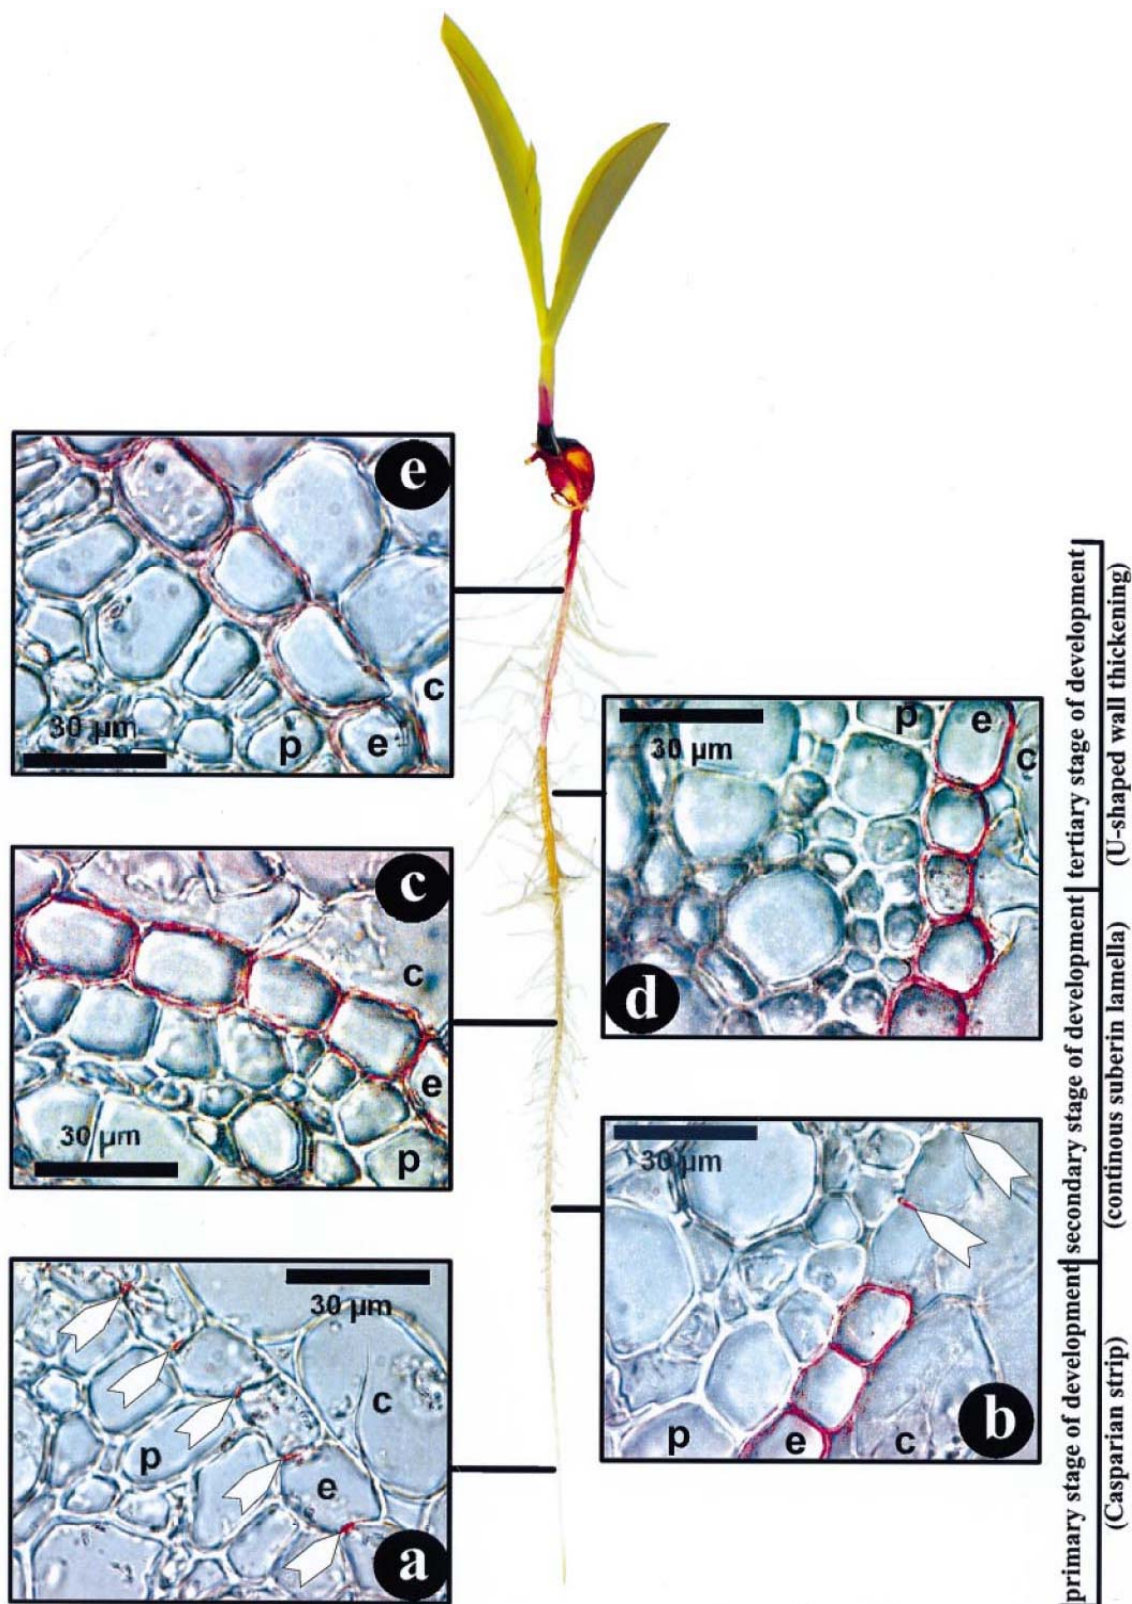 e
c
30 µm
p
e
30 µm
p
e
c
d
c
c
e
30 µm
p
30 µm
p
e
c
b
30 µm
c
p
e
a
primary stage of development
(Casparian strip)
secondary stage of development
(continous suberin lamella)
tertiary stage of development
(U-shaped wall thickening)